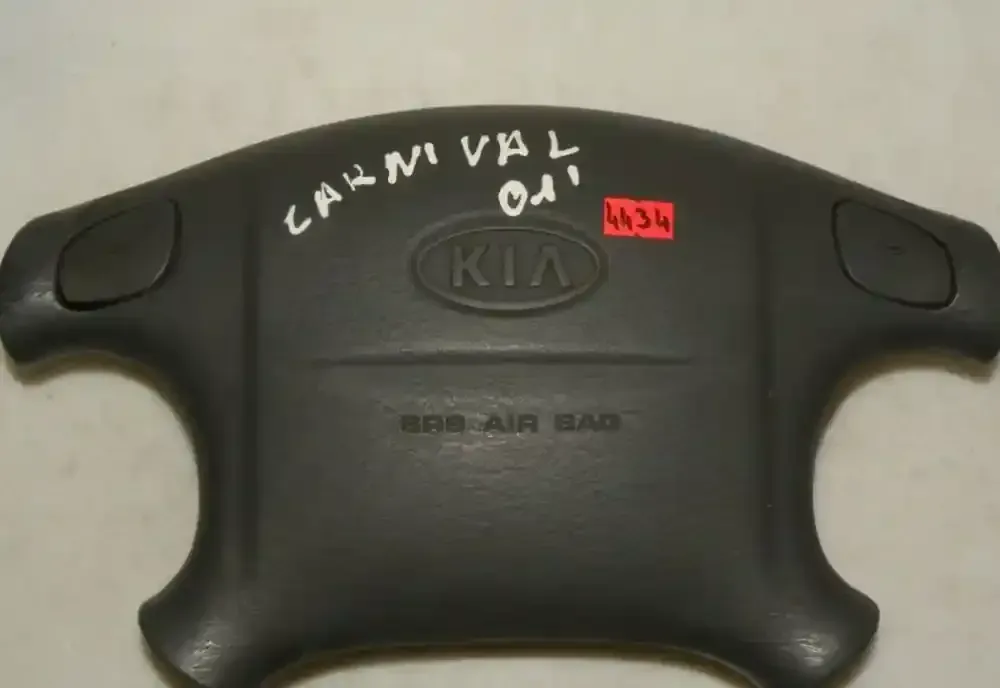 CARNIVAL
01'
4434
KIA
SRS AIR BAG